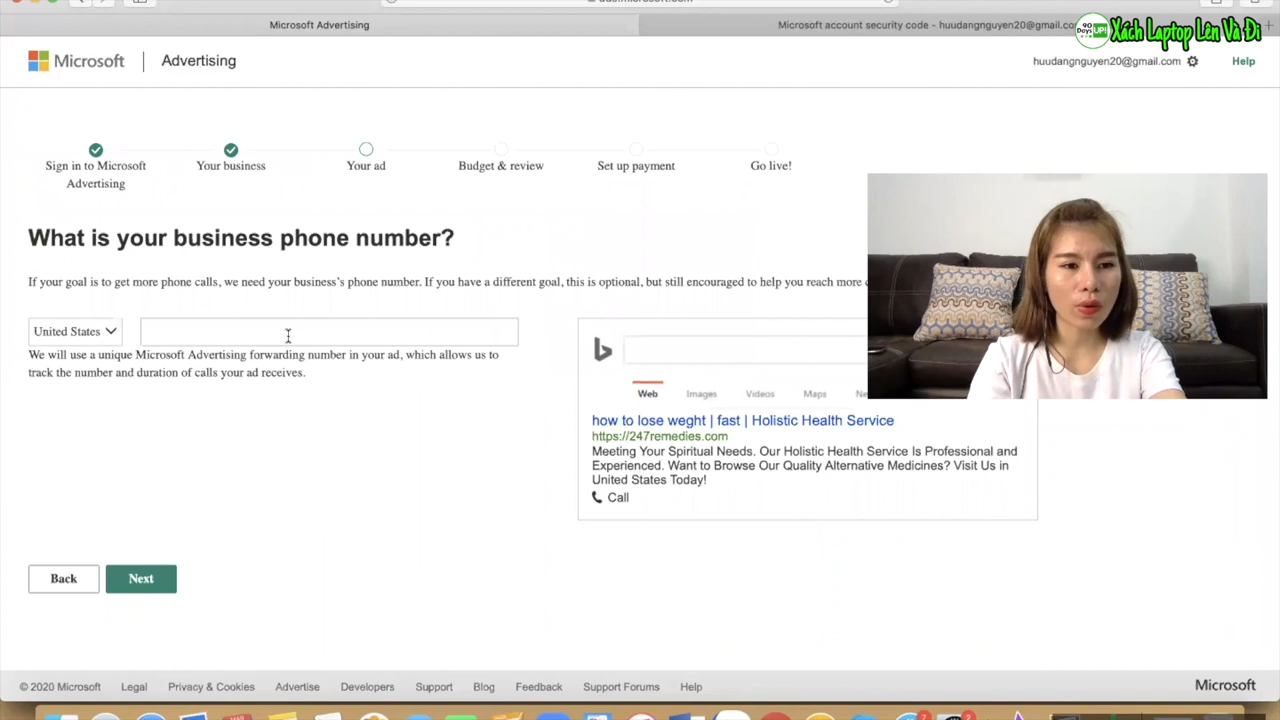 Microsoft Advertising
Microsoft account security code - huudangnguyen20@gmail.co
90 Days UP!
Xách Laptop Lên Và Đi
Microsoft | Advertising
huudangnguyen20@gmail.com
Help
Sign in to Microsoft Advertising
Your business
Your ad
Budget & review
Set up payment
Go live!
What is your business phone number?
If your goal is to get more phone calls, we need your business's phone number. If you have a different goal, this is optional, but still encouraged to help you reach more
United States
We will use a unique Microsoft Advertising forwarding number in your ad, which allows us to
track the number and duration of calls your ad receives.
Web
Images
Videos
Maps
how to lose weght | fast | Holistic Health Service
https://247remedies.com
Meeting Your Spiritual Needs. Our Holistic Health Service Is Professional and
Experienced. Want to Browse Our Quality Alternative Medicines? Visit Us in
United States Today!
Call
Back
Next
© 2020 Microsoft
Legal
Privacy & Cookies
Advertise
Developers
Support
Blog
Feedback
Support Forums
Help
Microsoft